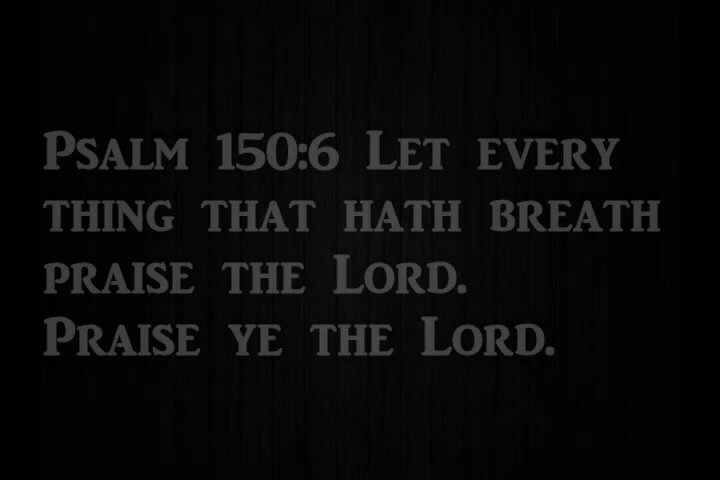 Psalm 150:6 Let every
thing that hath breath
praise the Lord.
Praise ye the Lord.